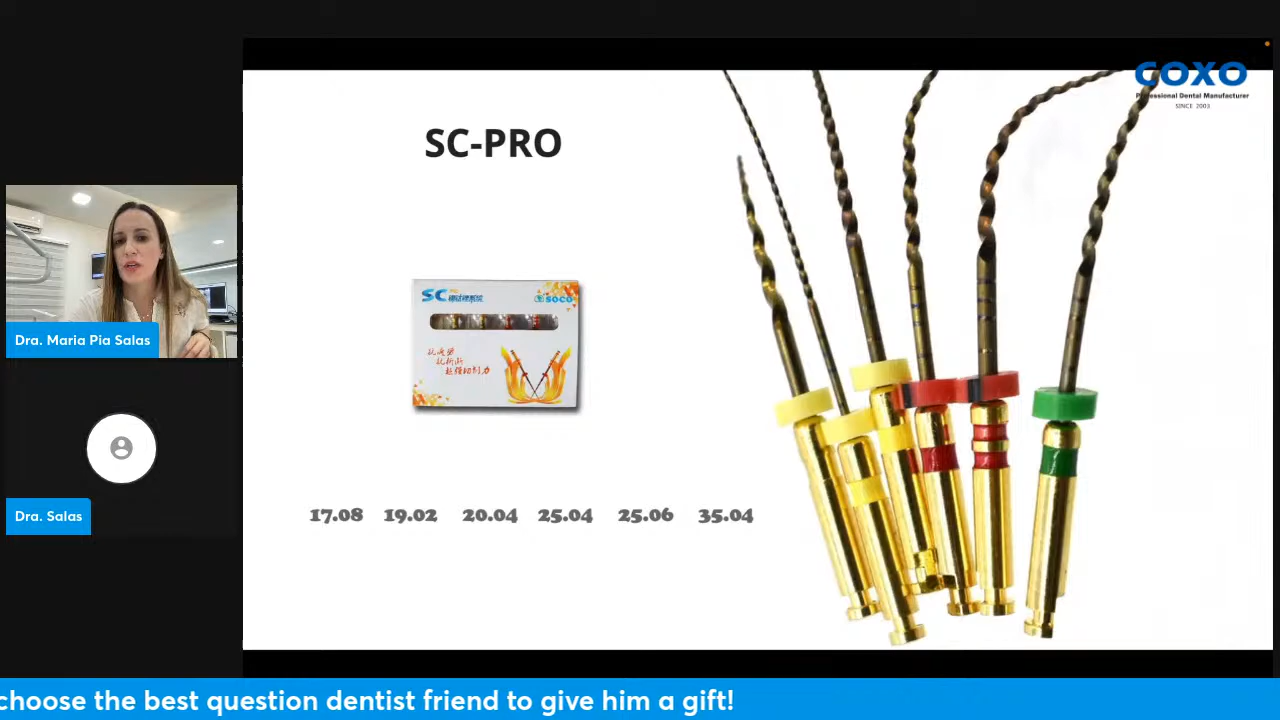 COXO
Professional Dental Manufacturer
SINCE 2003
SC-PRO
SC PRO
SOCO
Dra. Maria Pia Salas
Dra. Salas
17.08 19.02 20.04 25.04 25.06 35.04
choose the best question dentist friend to give him a gift!